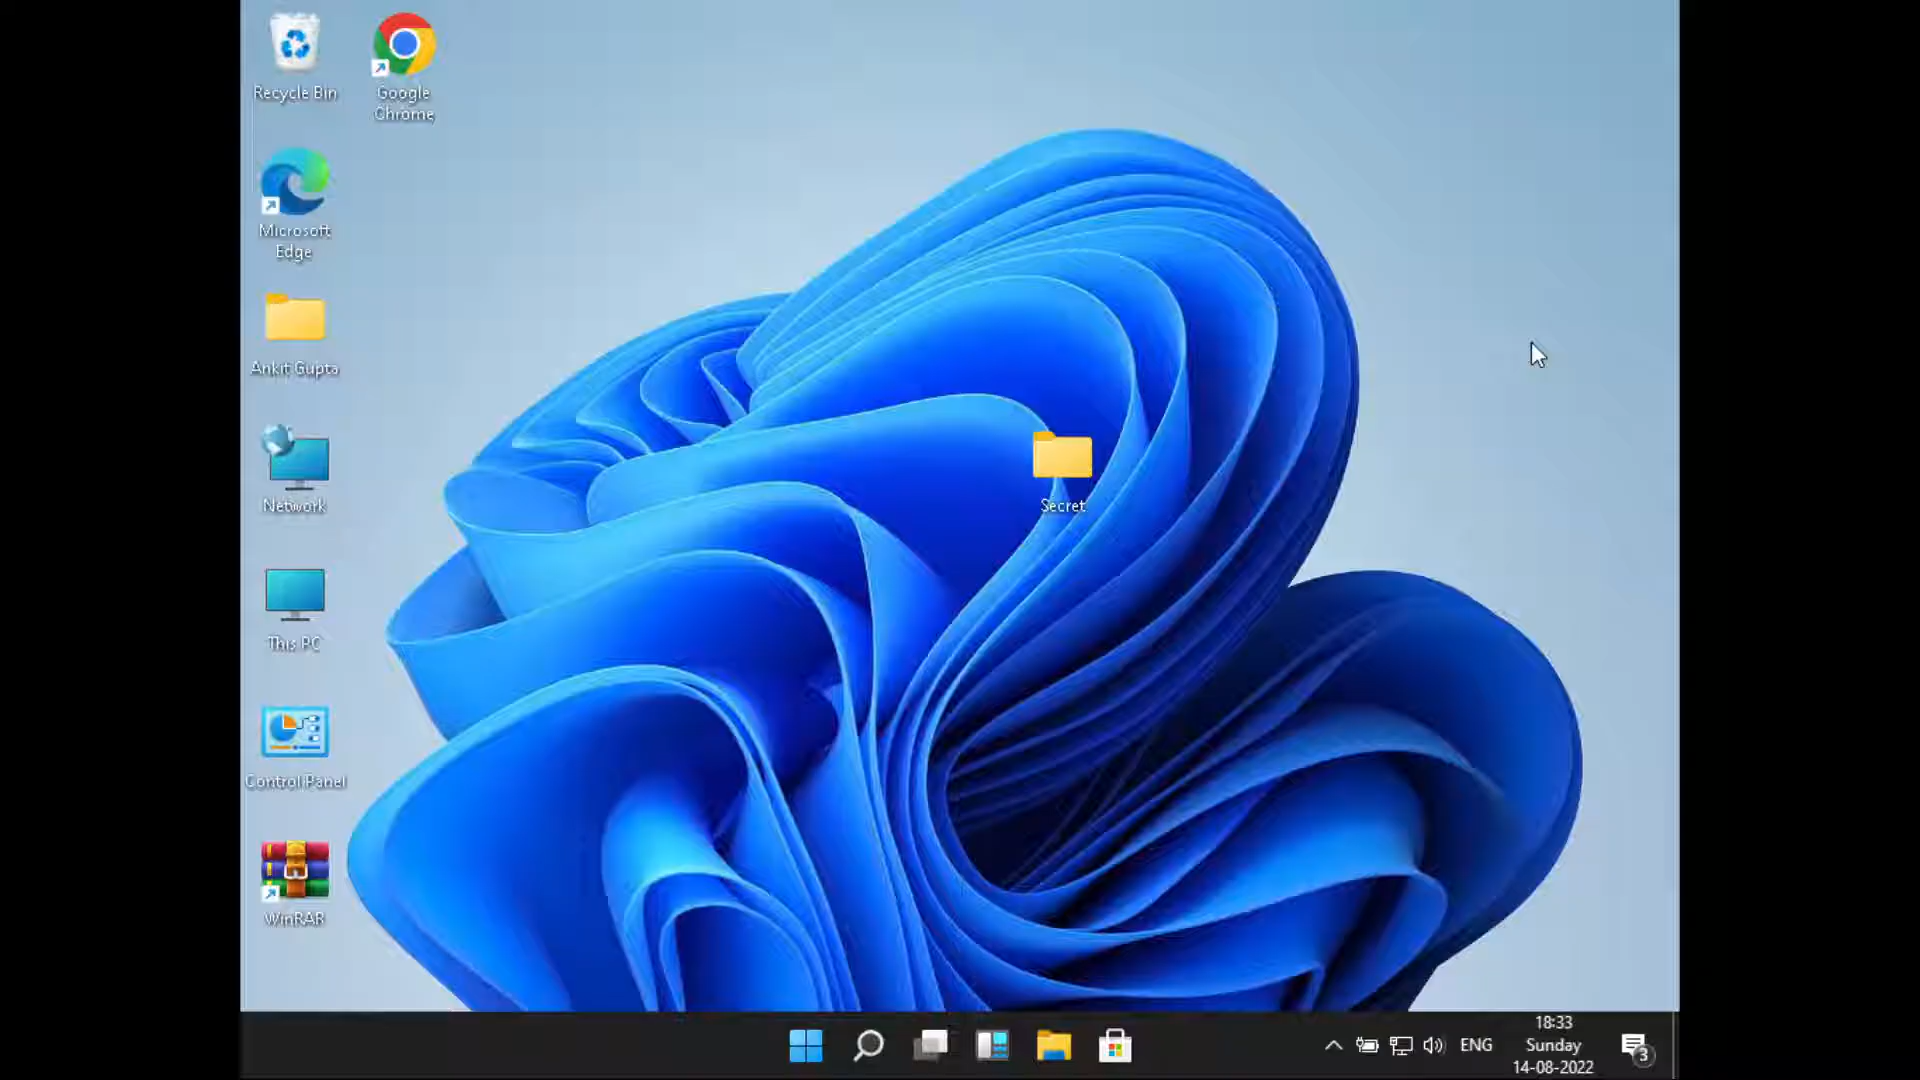 Recycle Bin
Google
Chrome
Microsoft
Edge
Ankit Gupta
Network
Secret
This PC
Control Panel
WinRAR
ENG
18:33
Sunday
14-08-2022
3